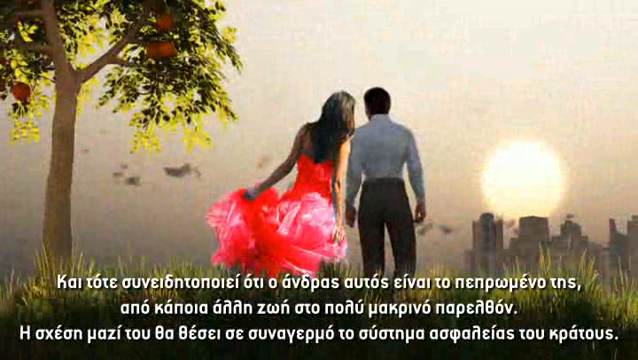 Και τότε συνειδητοποιεί ότι ο άνδρας αυτός είναι το πεπρωμένο της,
από κάποια άλλη ζωή στο πολύ μακρινό παρελθόν.
Η σχέση μαζί του θα θέσει σε συναγερμό το σύστημα ασφαλείας του κράτους.